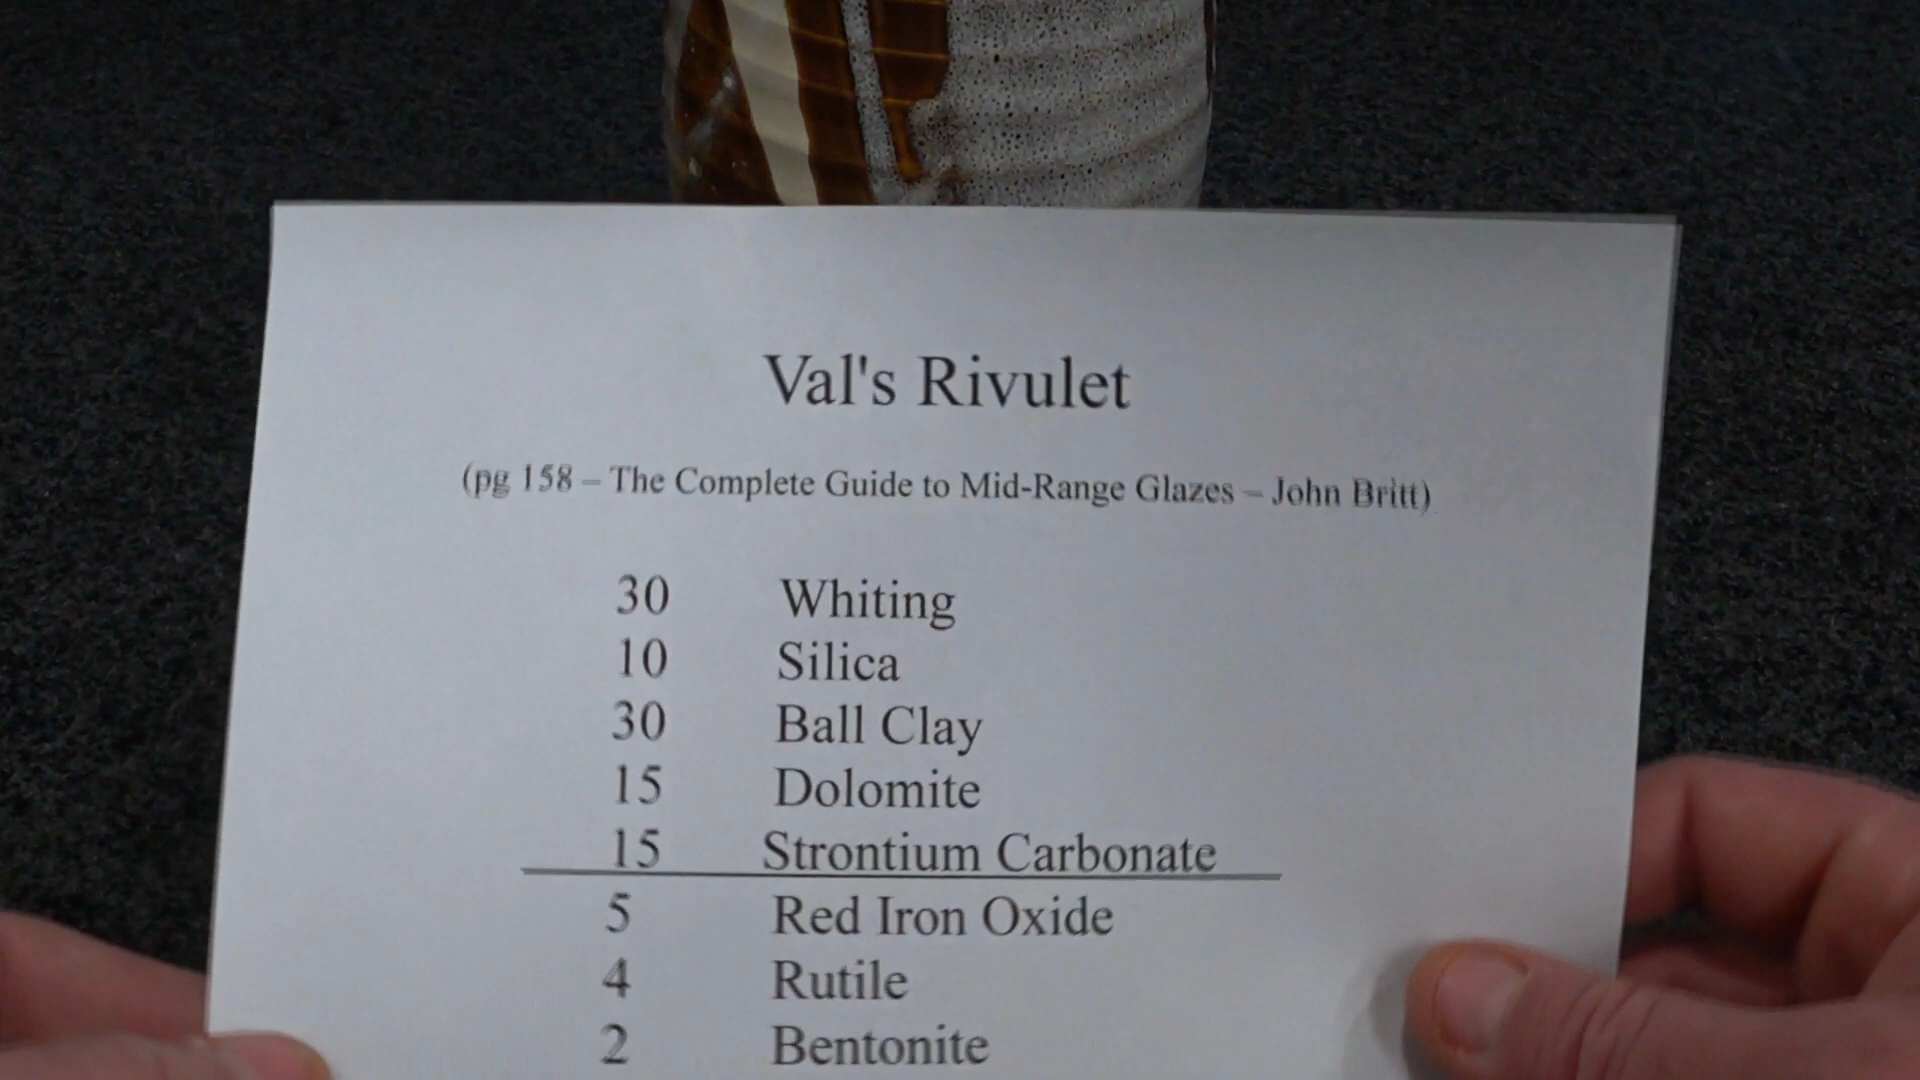 Val's Rivulet
(pg 158 – The Complete Guide to Mid-Range Glazes – John Britt)
30 Whiting
10 Silica
30 Ball Clay
15 Dolomite
15 Strontium Carbonate
5 Red Iron Oxide
4 Rutile
2 Bentonite